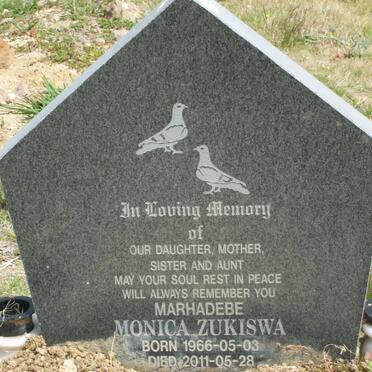 In Loving Memory
of
OUR DAUGHTER, MOTHER,
SISTER AND AUNT
MAY YOUR SOUL REST IN PEACE
WILL ALWAYS REMEMBER YOU
MARHADEBE
MONICA ZUKISWA
BORN 1966-05-03
DIED 2011-05-28